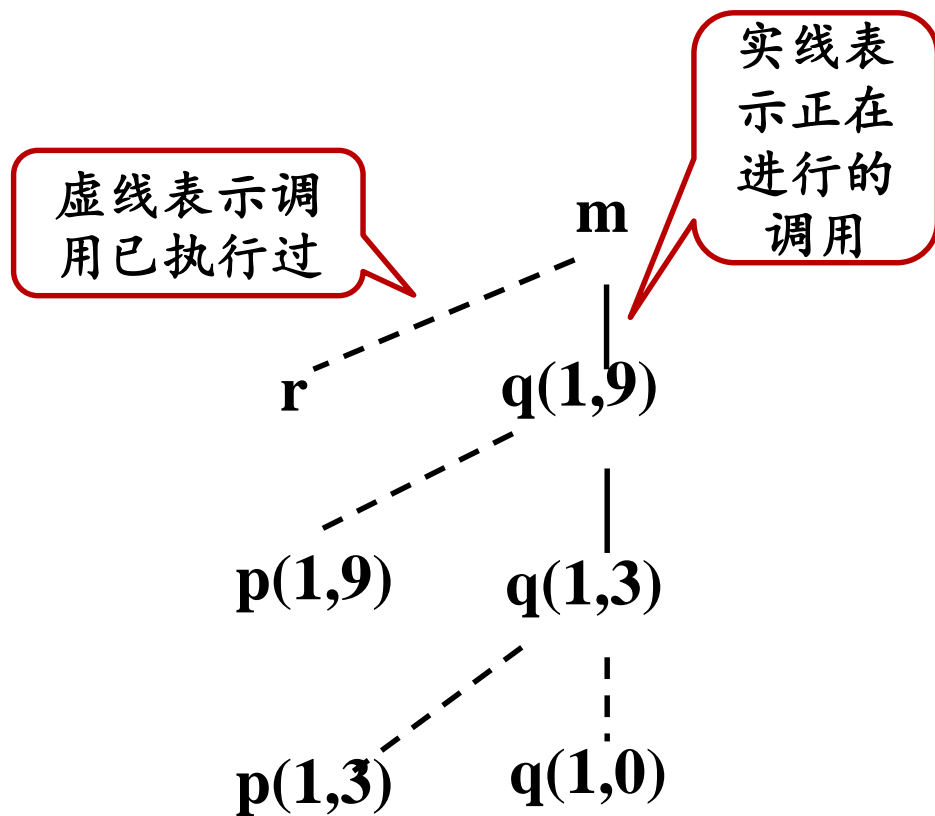 实线表
示正在
进行的
调用
虚线表示调
用已执行过
m
r
q(1,9)
p(1,9)
q(1,3)
p(1,3)
q(1,0)